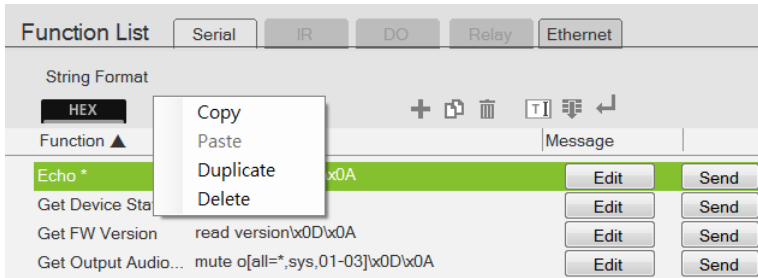 Function List Serial IR DO Relay Ethernet
String Format
HEX
Copy
Paste
Duplicate
Delete
Function ▲ Message
Echo * x0A Edit Send
Get Device Sta Edit Send
Get FW Version read version\x0D\x0A Edit Send
Get Output Audio... mute o[all=*,sys,01-03]\x0D\x0A Edit Send